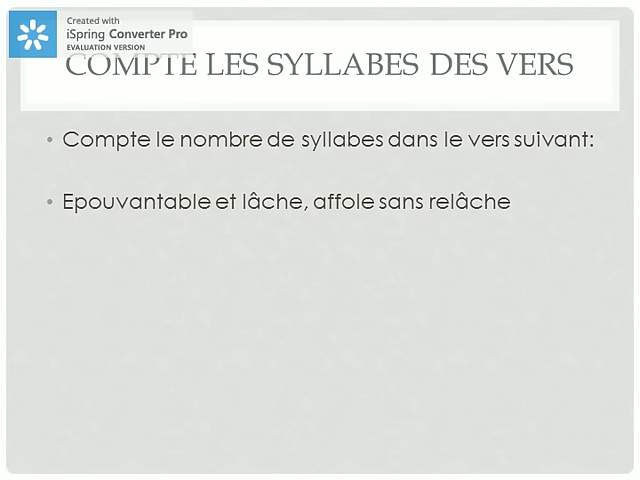 Created with
iSpring Converter Pro
EVALUATION VERSION
COMPTE LES SYLLABES DES VERS
• Compte le nombre de syllabes dans le vers suivant:
• Epouvantable et lâche, affole sans relâche